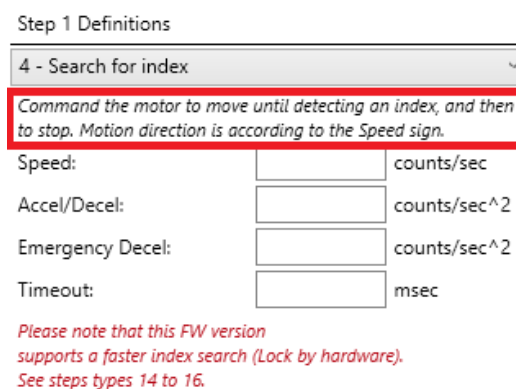 Step 1 Definitions
4 - Search for index
Command the motor to move until detecting an index, and then
to stop. Motion direction is according to the Speed sign.
Speed: counts/sec
Accel/Decel: counts/sec^2
Emergency Decel: counts/sec^2
Timeout: msec
Please note that this FW version
supports a faster index search (Lock by hardware).
See steps types 14 to 16.